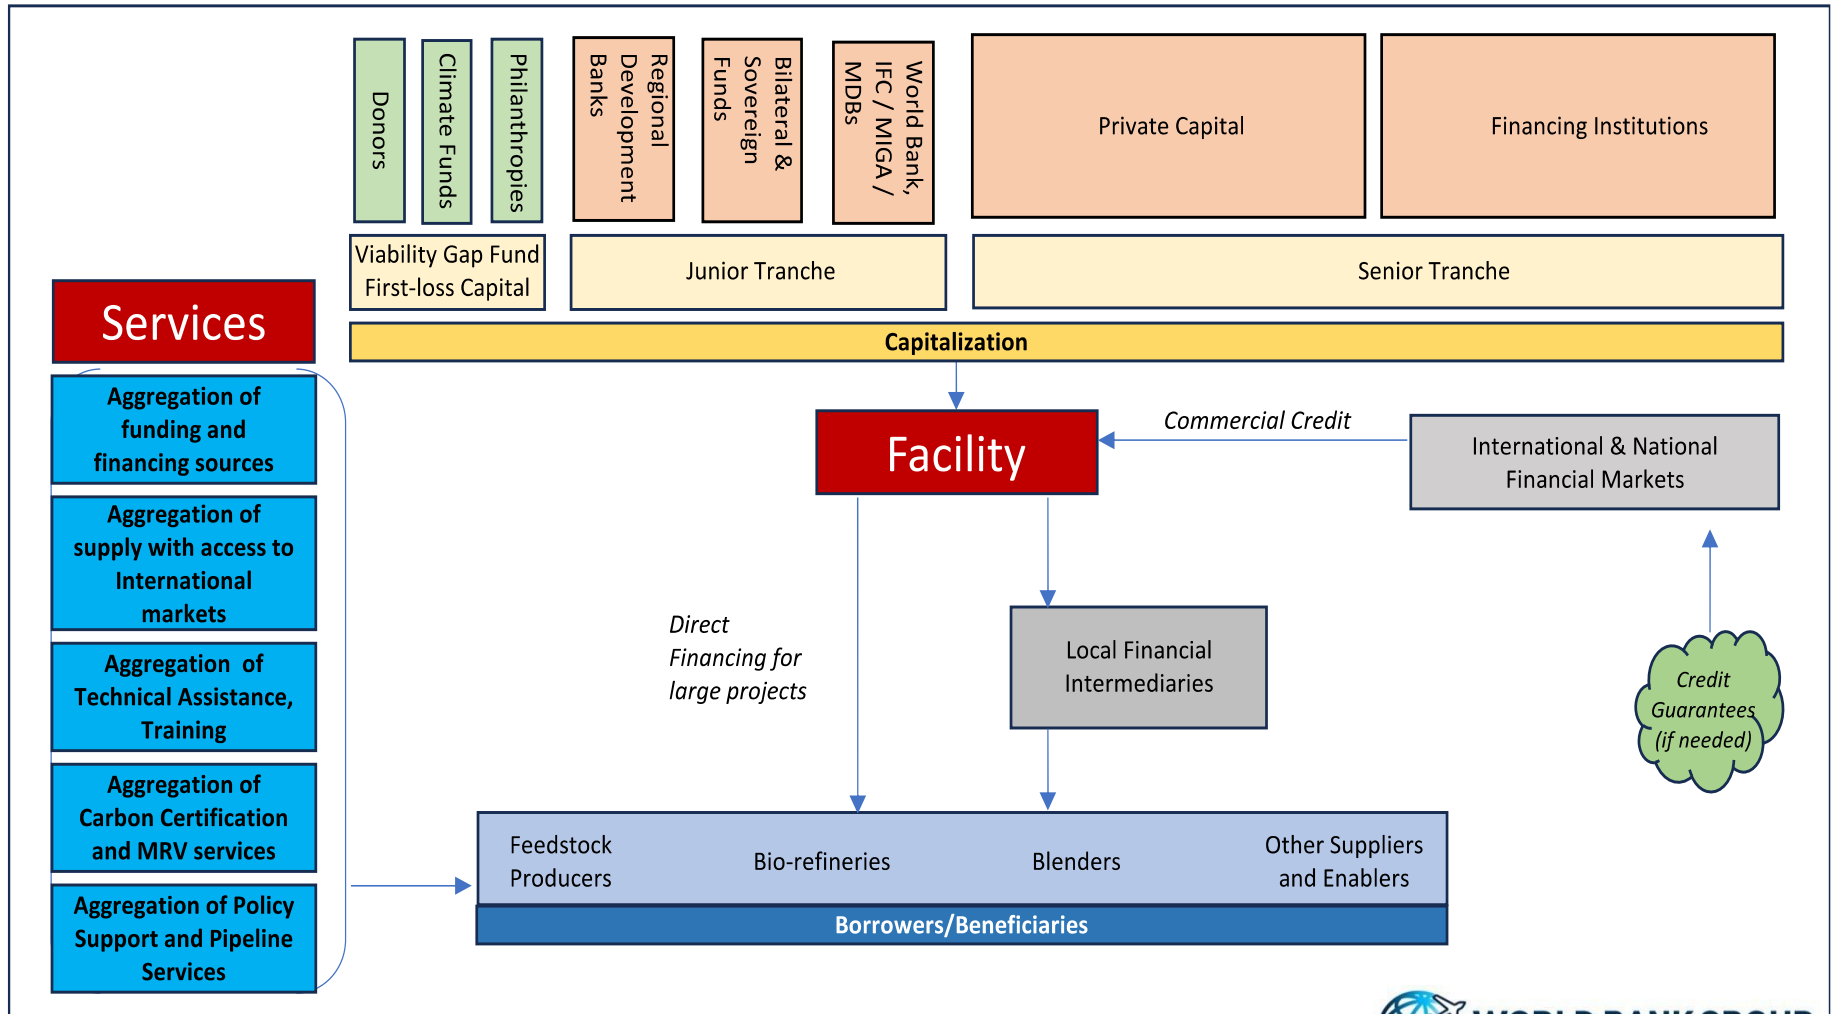 Donors
Climate Funds
Philanthropies
Regional
Development
Banks
Bilateral &
Sovereign
Funds
World Bank,
IFC / MIGA /
MDBs
Private Capital
Financing Institutions
Viability Gap Fund
First-loss Capital
Junior Tranche
Senior Tranche
Capitalization
Services
Aggregation of
funding and
financing sources
Aggregation of
supply with access to
International
markets
Aggregation of
Technical Assistance,
Training
Aggregation of
Carbon Certification
and MRV services
Aggregation of Policy
Support and Pipeline
Services
Facility
Commercial Credit
International & National
Financial Markets
Direct
Financing for
large projects
Local Financial
Intermediaries
Credit
Guarantees
(if needed)
Feedstock
Producers
Bio-refineries
Blenders
Other Suppliers
and Enablers
Borrowers/Beneficiaries
WORLD BANK GROUP